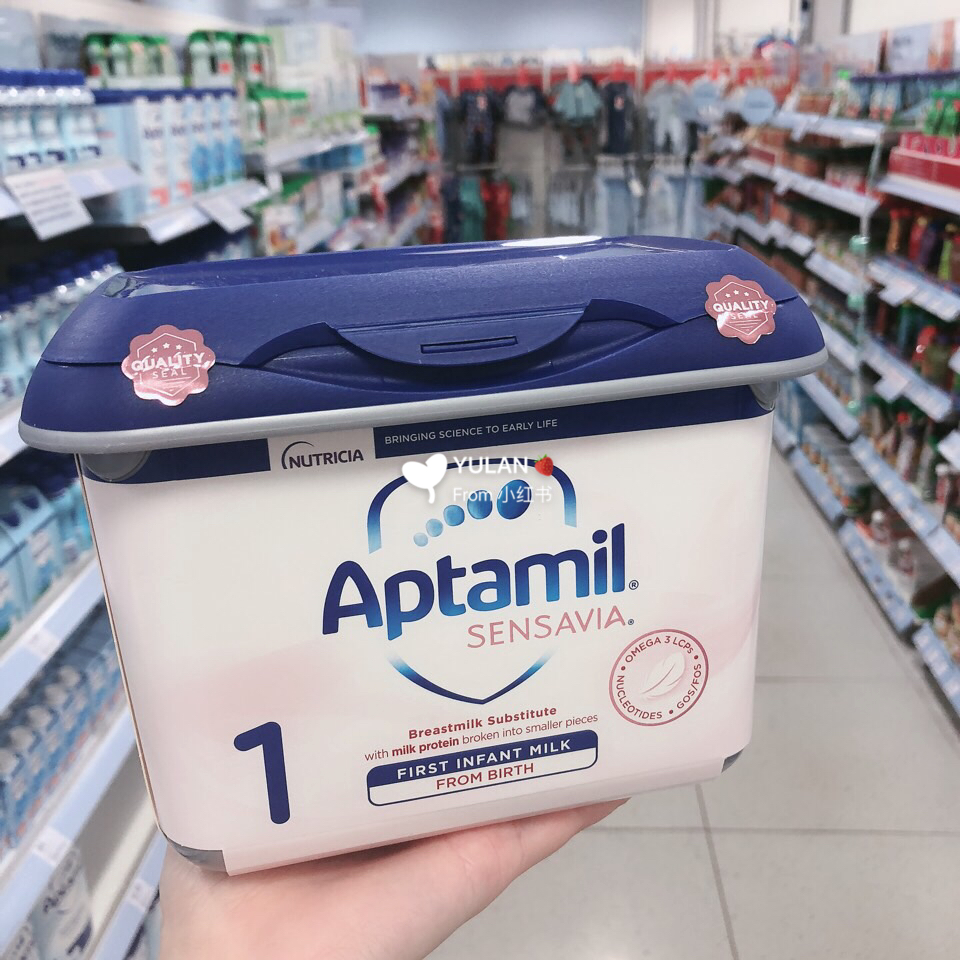 QUALITY
SEAL
QUALITY
SEAL
NUTRICIA
BRINGING SCIENCE TO EARLY LIFE
YULAN
From 小红书
Aptamil®
SENSAVIA®
OMEGA 3 LCPs • GOS/FOS • NUCLEOTIDES •
1
Breastmilk Substitute
with milk protein broken into smaller pieces
FIRST INFANT MILK
FROM BIRTH